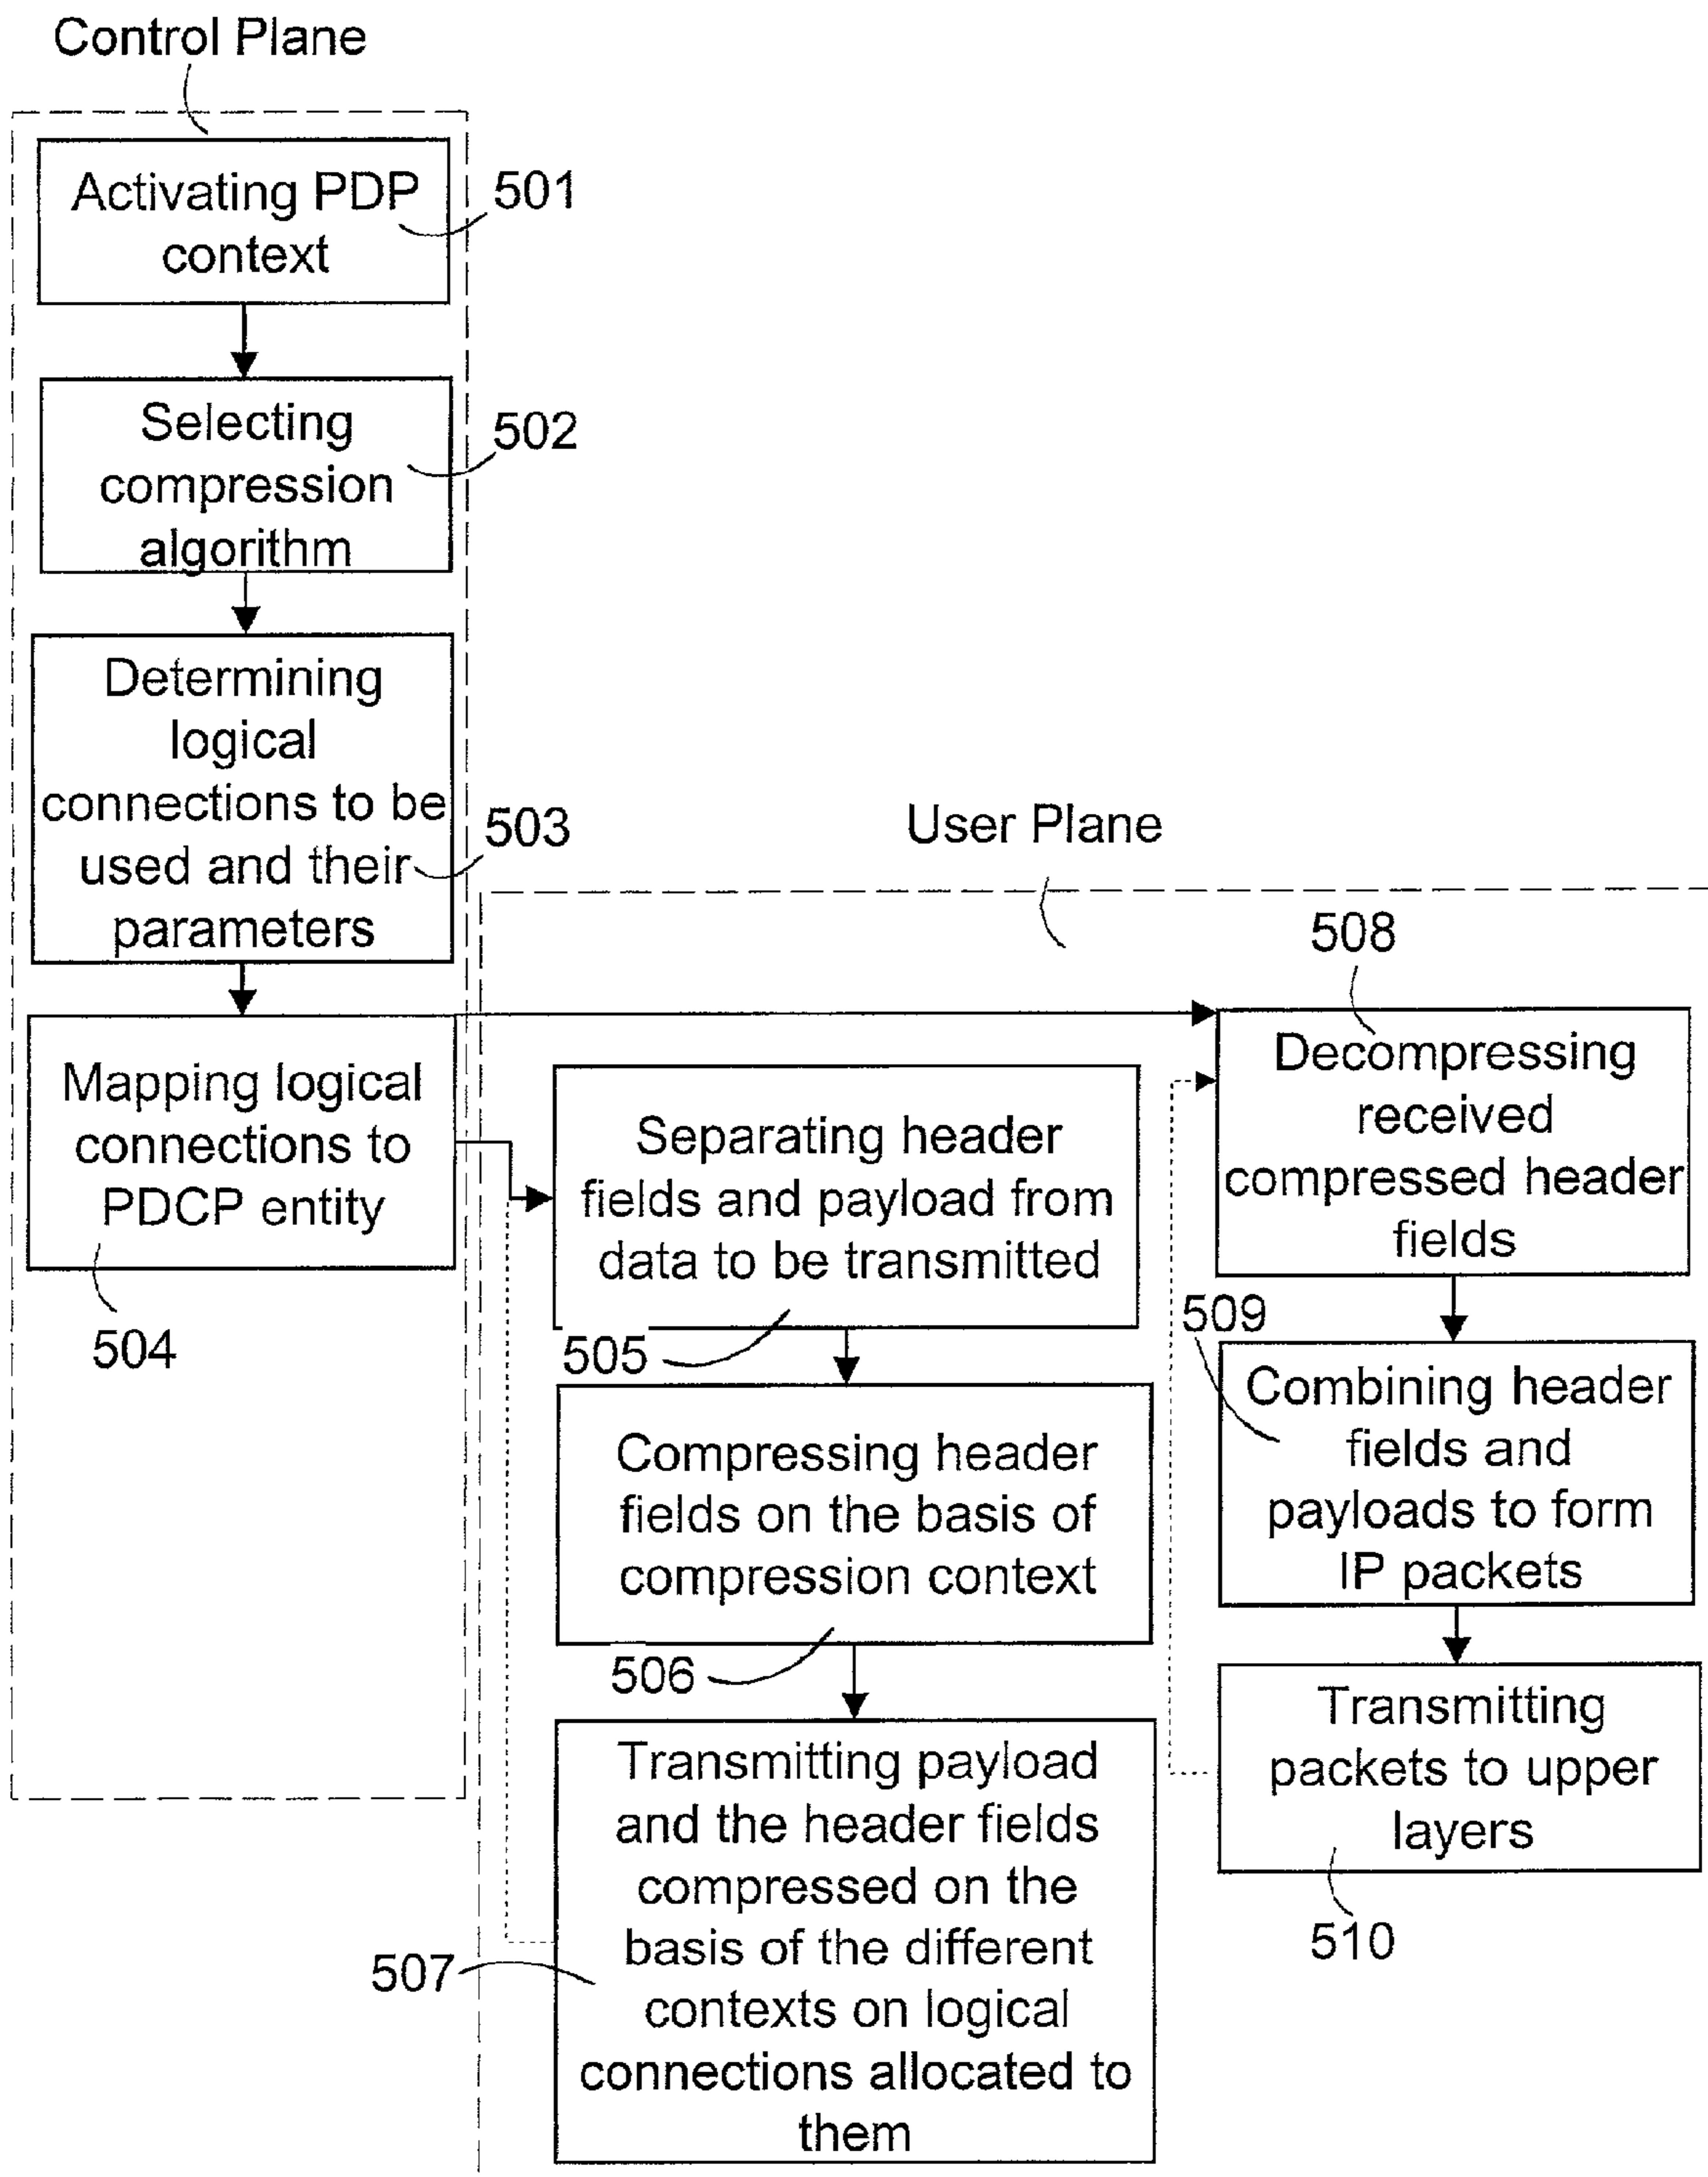 Control Plane
Activating PDP
context
501
Selecting
compression
algorithm
502
Determining
logical
connections to be
used and their
parameters
503
Mapping logical
connections to
PDCP entity
504
User Plane
Separating header
fields and payload from
data to be transmitted
505
Compressing header
fields on the basis of
compression context
506
Transmitting payload
and the header fields
compressed on the
basis of the different
contexts on logical
connections allocated to
them
507
508
Decompressing
received
compressed header
fields
509
Combining header
fields and
payloads to form
IP packets
Transmitting
packets to upper
layers
510